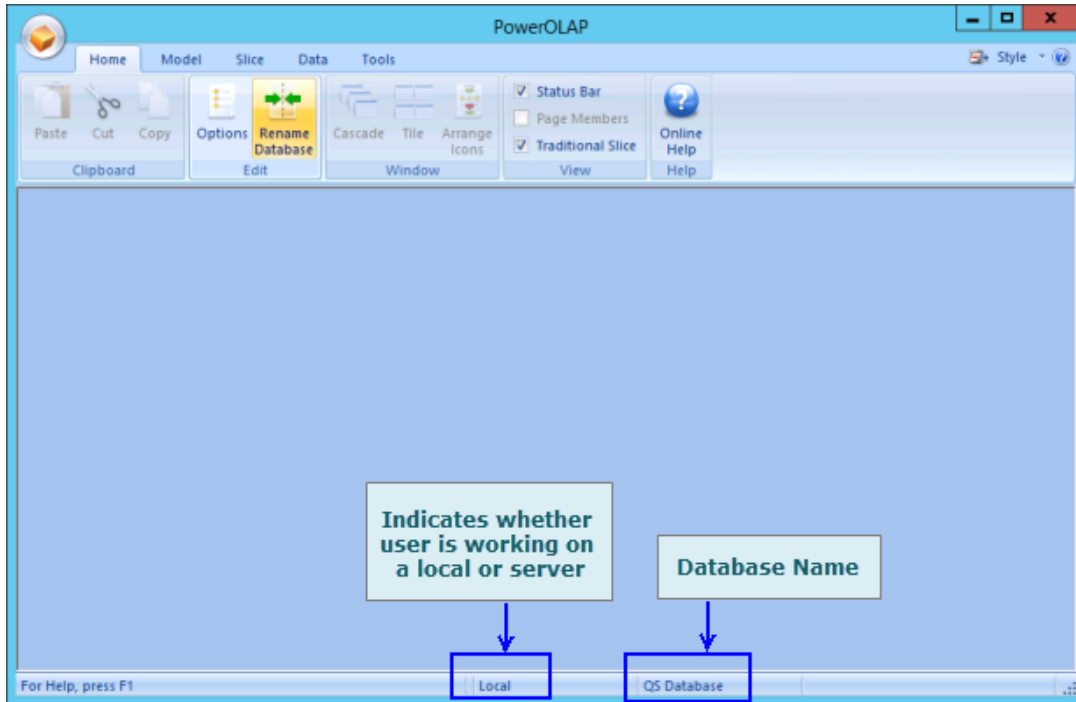 PowerOLAP
Home Model Slice Data Tools Style
Paste Cut Copy Options Rename Database Cascade Tile Arrange Icons
Status Bar
Page Members
Traditional Slice
Online Help
Clipboard Edit Window View Help
Indicates whether
user is working on
a local or server
Database Name
For Help, press F1 Local QS Database